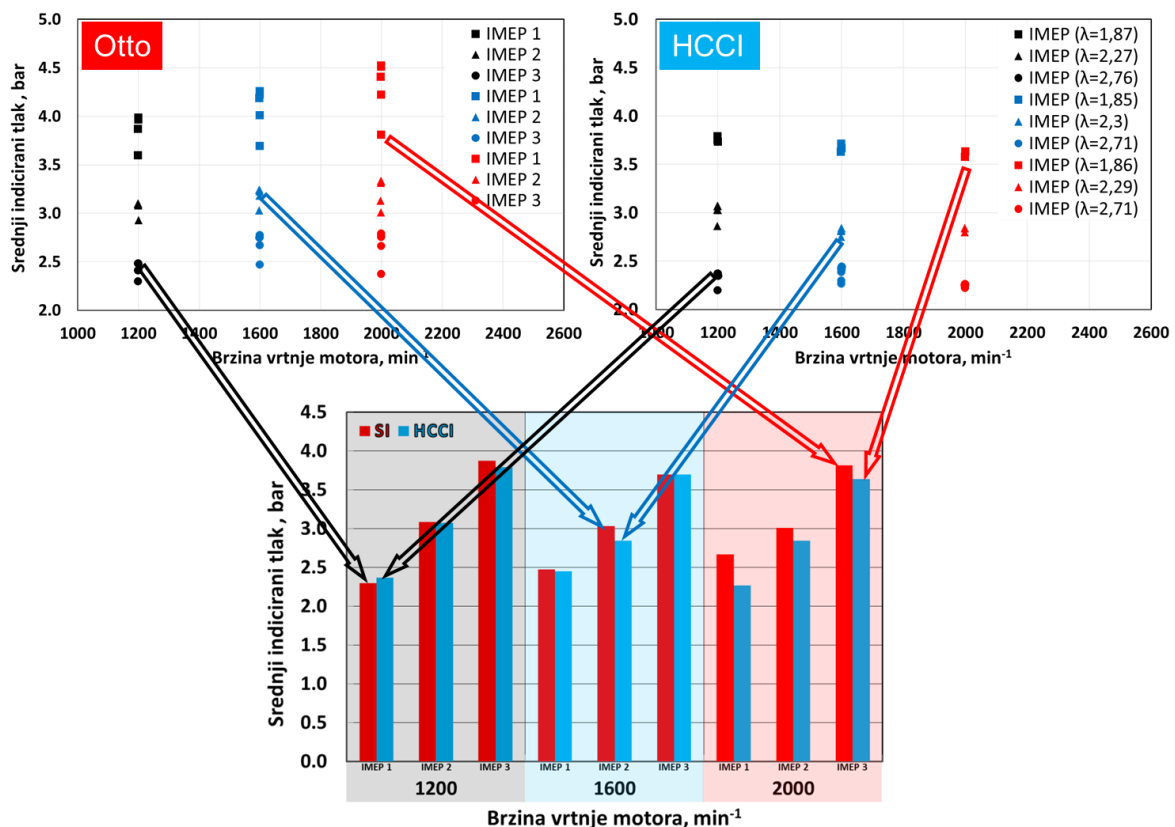 Otto
Srednji indicirani tlak, bar
5.0
4.5
4.0
3.5
3.0
2.5
2.0
IMEP 1
IMEP 2
IMEP 3
IMEP 1
IMEP 2
IMEP 3
IMEP 1
IMEP 2
IMEP 3
1000 1200 1400 1600 1800 2000 2200 2400 2600
Brzina vrtnje motora, min⁻¹
HCCI
Srednji indicirani tlak, bar
5.0
4.5
4.0
3.5
3.0
2.5
2.0
IMEP (λ=1,87)
IMEP (λ=2,27)
IMEP (λ=2,76)
IMEP (λ=1,85)
IMEP (λ=2,3)
IMEP (λ=2,71)
IMEP (λ=1,86)
IMEP (λ=2,29)
IMEP (λ=2,71)
1000 1200 1400 1600 1800 2000 2200 2400 2600
Brzina vrtnje motora, min⁻¹
Srednji indicirani tlak, bar
4.5
4.0
3.5
3.0
2.5
2.0
1.5
1.0
0.5
0.0
SI HCCI
IMEP 1 IMEP 2 IMEP 3 IMEP 1 IMEP 2 IMEP 3 IMEP 1 IMEP 2 IMEP 3
1200 1600 2000
Brzina vrtnje motora, min⁻¹